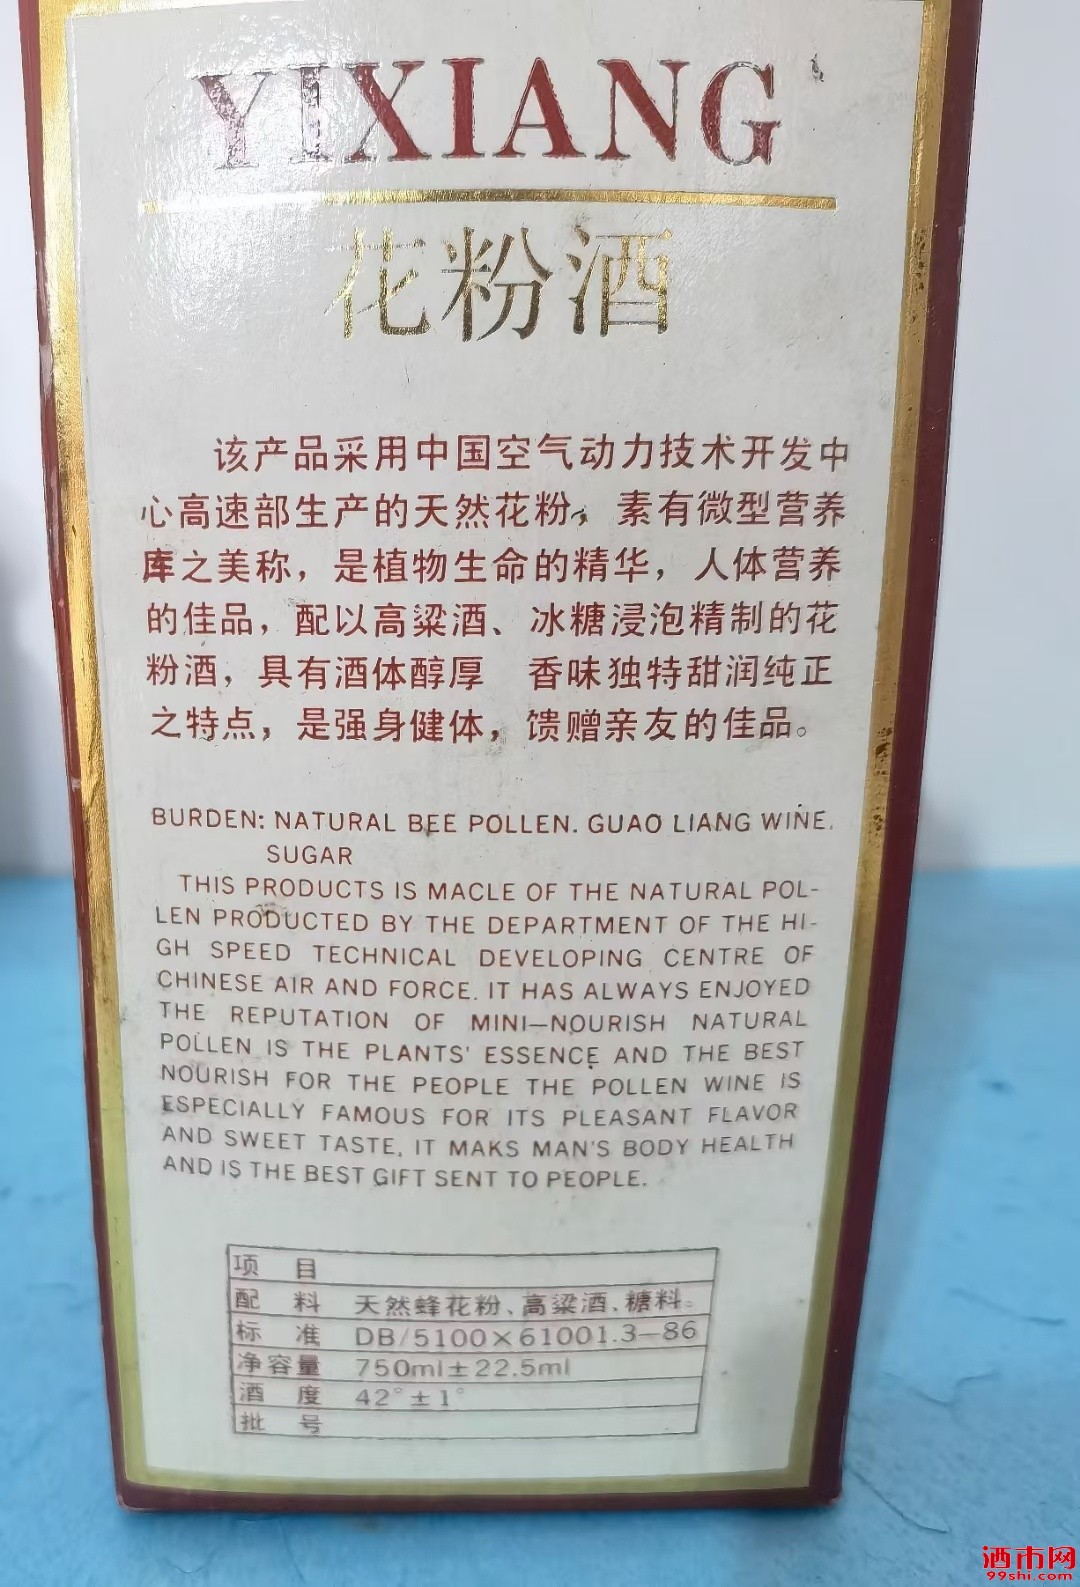 YIXIANG
花粉酒
该产品采用中国空气动力技术开发中
心高速部生产的天然花粉，素有微型营养
库之美称，是植物生命的精华，人体营养
的佳品，配以高粱酒、冰糖浸泡精制的花
粉酒，具有酒体醇厚 香味独特甜润纯正
之特点，是强身健体，馈赠亲友的佳品。
BURDEN: NATURAL BEE POLLEN. GUAO LIANG WINE.
SUGAR
THIS PRODUCTS IS MACLE OF THE NATURAL POL-
LEN PRODUCTED BY THE DEPARTMENT OF THE HI-
GH SPEED TECHNICAL DEVELOPING CENTRE OF
CHINESE AIR AND FORCE. IT HAS ALWAYS ENJOYED
THE REPUTATION OF MINI—NOURISH NATURAL
POLLEN IS THE PLANTS' ESSENCE AND THE BEST
NOURISH FOR THE PEOPLE THE POLLEN WINE IS
ESPECIALLY FAMOUS FOR ITS PLEASANT FLAVOR
AND SWEET TASTE, IT MAKS MAN'S BODY HEALTH
AND IS THE BEST GIFT SENT TO PEOPLE.
项 目
配 料 天然蜂花粉、高粱酒、糖料。
标 准 DB/5100×61001.3—86
净容量 750ml±22.5ml
酒 度 42°±1°
批 号
酒市网
99shi.com